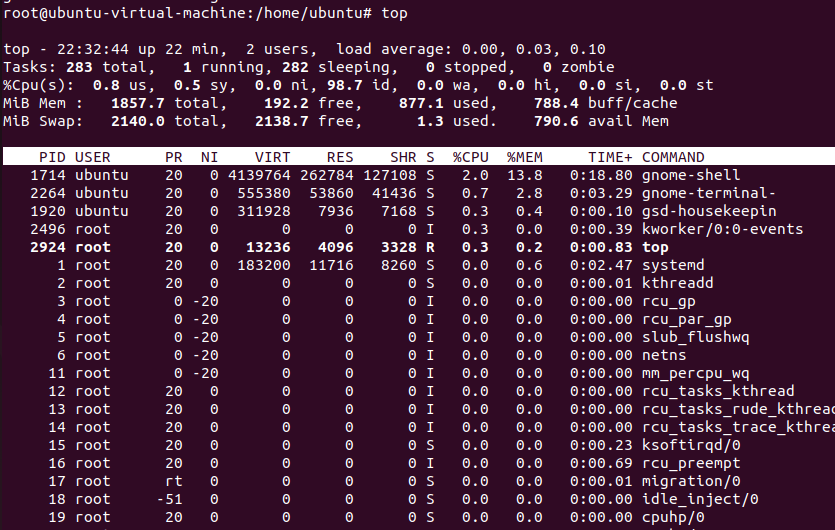 root@ubuntu-virtual-machine:/home/ubuntu# top
top - 22:32:44 up 22 min,  2 users,  load average: 0.00, 0.03, 0.10
Tasks: 283 total,   1 running, 282 sleeping,   0 stopped,   0 zombie
%Cpu(s):  0.8 us,  0.5 sy,  0.0 ni, 98.7 id,  0.0 wa,  0.0 hi,  0.0 si,  0.0 st
MiB Mem :   1857.7 total,    192.2 free,    877.1 used,    788.4 buff/cache
MiB Swap:   2140.0 total,   2138.7 free,      1.3 used.    790.6 avail Mem
PID USER      PR  NI    VIRT    RES    SHR S  %CPU  %MEM     TIME+ COMMAND
1714 ubuntu    20   0 4139764 262784 127108 S   2.0  13.8   0:18.80 gnome-shell
2264 ubuntu    20   0  555380  53860  41436 S   0.7   2.8   0:03.29 gnome-terminal-
1920 ubuntu    20   0  311928   7936   7168 S   0.3   0.4   0:00.10 gsd-housekeepin
2496 root      20   0       0      0      0 I   0.3   0.0   0:00.39 kworker/0:0-events
2924 root      20   0   13236   4096   3328 R   0.3   0.2   0:00.83 top
1 root      20   0  183200  11716   8260 S   0.0   0.6   0:02.47 systemd
2 root      20   0       0      0      0 S   0.0   0.0   0:00.01 kthreadd
3 root       0 -20       0      0      0 I   0.0   0.0   0:00.00 rcu_gp
4 root       0 -20       0      0      0 I   0.0   0.0   0:00.00 rcu_par_gp
5 root       0 -20       0      0      0 I   0.0   0.0   0:00.00 slub_flushwq
6 root       0 -20       0      0      0 I   0.0   0.0   0:00.00 netns
11 root       0 -20       0      0      0 I   0.0   0.0   0:00.00 mm_percpu_wq
12 root      20   0       0      0      0 I   0.0   0.0   0:00.00 rcu_tasks_kthread
13 root      20   0       0      0      0 I   0.0   0.0   0:00.00 rcu_tasks_rude_kthread
14 root      20   0       0      0      0 I   0.0   0.0   0:00.00 rcu_tasks_trace_kthrea
15 root      20   0       0      0      0 S   0.0   0.0   0:00.23 ksoftirqd/0
16 root      20   0       0      0      0 I   0.0   0.0   0:00.69 rcu_preempt
17 root      rt   0       0      0      0 S   0.0   0.0   0:00.01 migration/0
18 root     -51   0       0      0      0 S   0.0   0.0   0:00.00 idle_inject/0
19 root      20   0       0      0      0 S   0.0   0.0   0:00.00 cpuhp/0